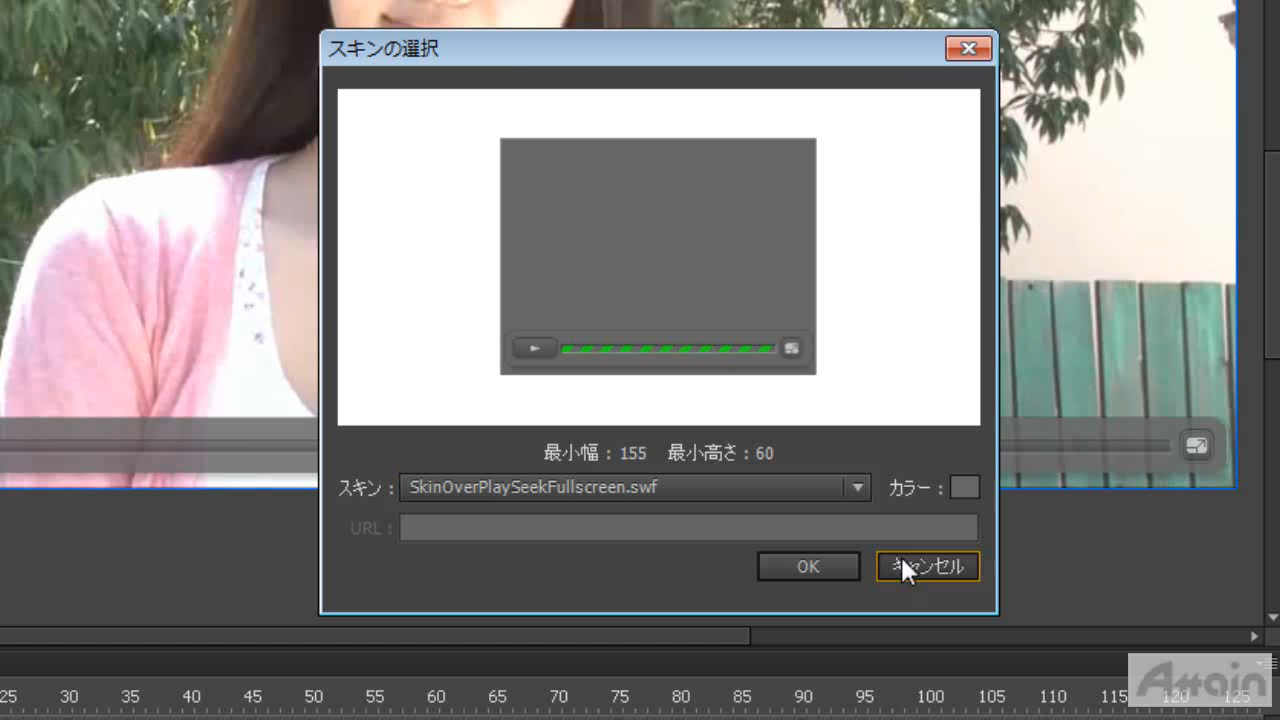 スキンの選択
最小幅 : 155 最小高さ : 60
スキン : SkinOverPlaySeekFullscreen.swf カラー :
URL :
OK キャンセル
25 30 35 40 45 50 55 60 65 70 75 80 85 90 95 100 105 110 115 120 125
Attain